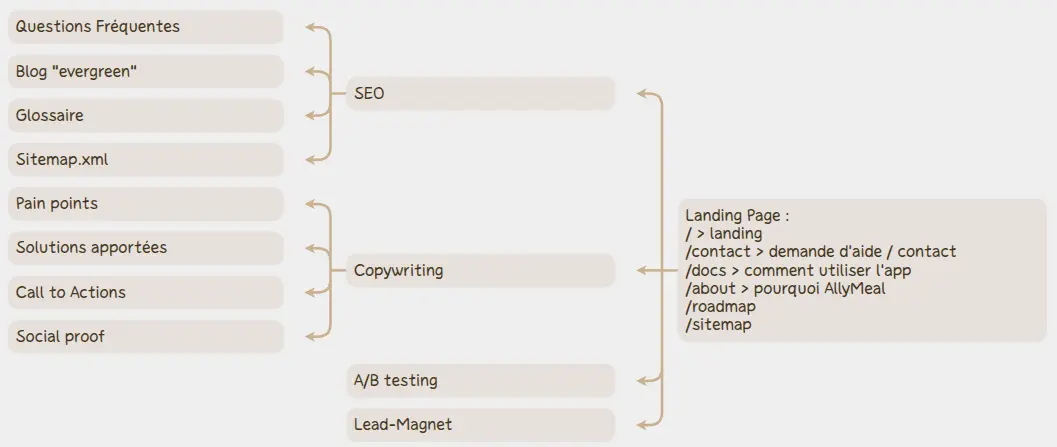 Questions Fréquentes
Blog "evergreen"
Glossaire
Sitemap.xml
SEO
Pain points
Solutions apportées
Call to Actions
Social proof
Copywriting
A/B testing
Lead-Magnet
Landing Page :
/ > landing
/contact > demande d'aide / contact
/docs > comment utiliser l'app
/about > pourquoi AllyMeal
/roadmap
/sitemap